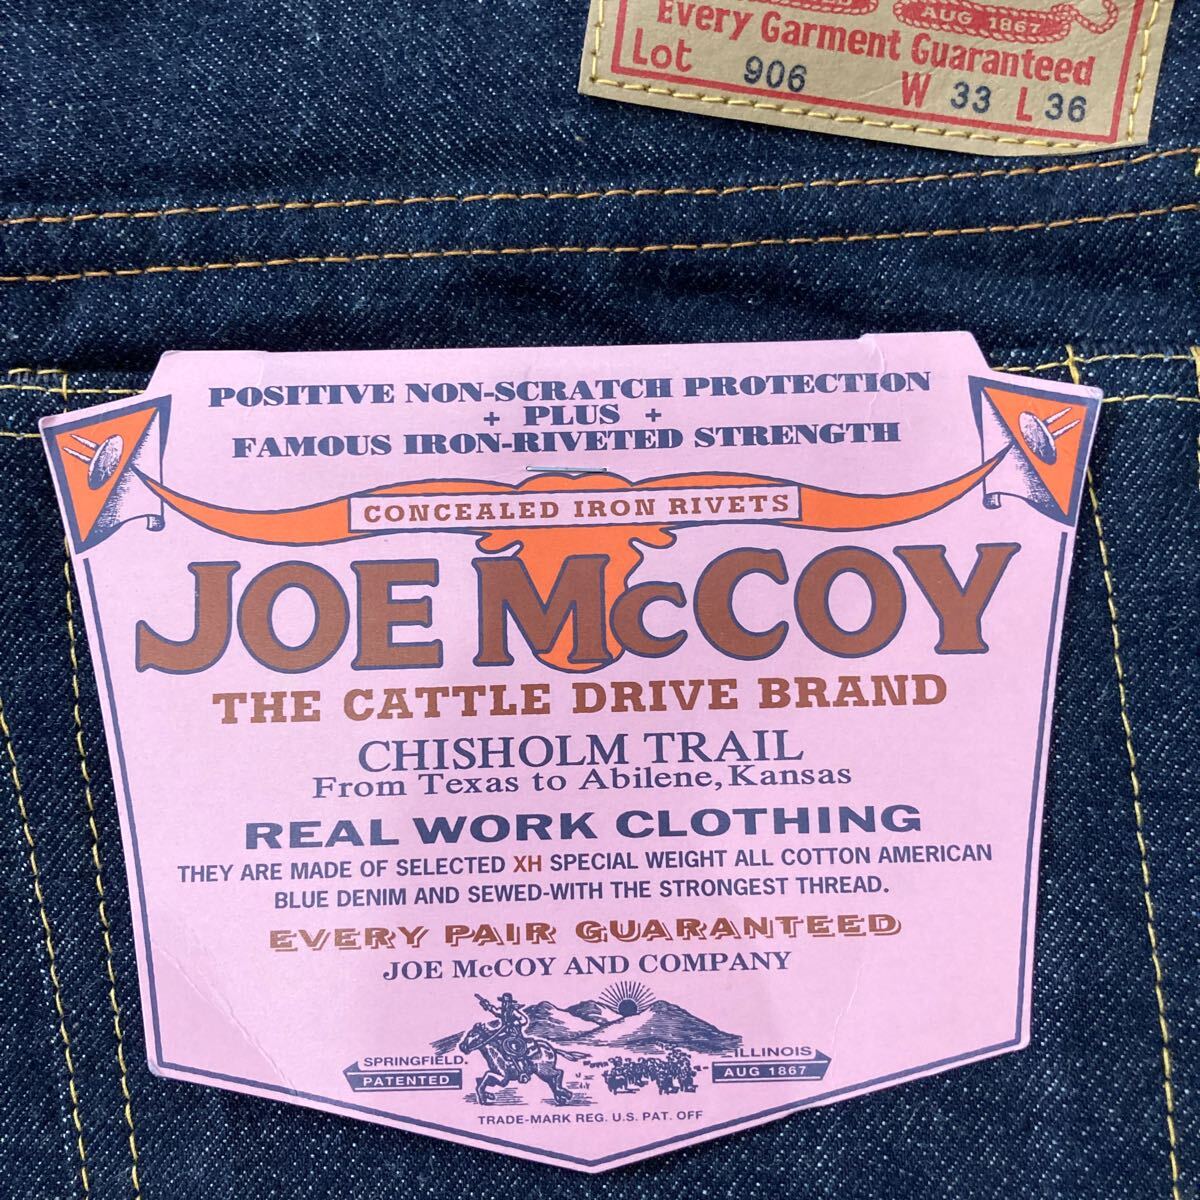 AUG 1867
Every Garment Guaranteed
Lot 906 W 33 L 36
POSITIVE NON-SCRATCH PROTECTION
+ PLUS +
FAMOUS IRON-RIVETED STRENGTH
CONCEALED IRON RIVETS
JOE McCOY
THE CATTLE DRIVE BRAND
CHISHOLM TRAIL
From Texas to Abilene, Kansas
REAL WORK CLOTHING
THEY ARE MADE OF SELECTED XH SPECIAL WEIGHT ALL COTTON AMERICAN
BLUE DENIM AND SEWED-WITH THE STRONGEST THREAD.
EVERY PAIR GUARANTEED
JOE McCOY AND COMPANY
SPRINGFIELD. ILLINOIS
PATENTED AUG 1867
TRADE-MARK REG. U.S. PAT. OFF